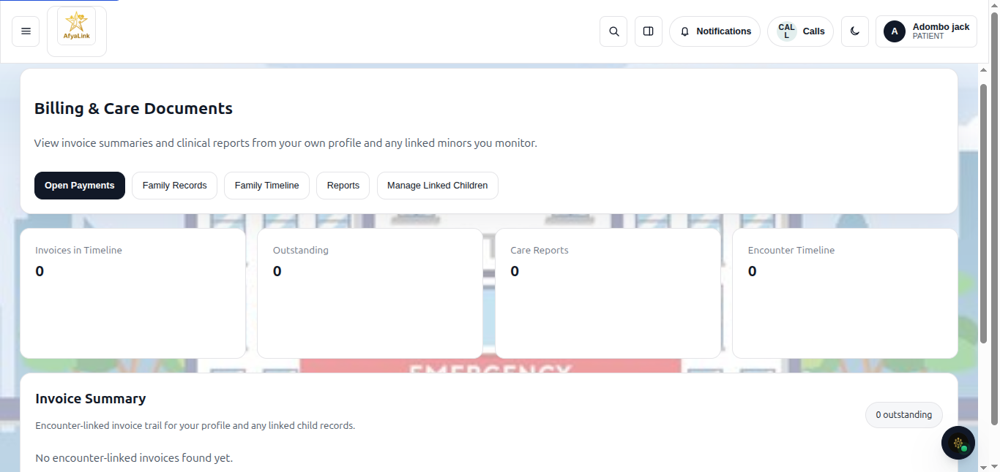 AfyaLink
Notifications
CAL
L
Calls
A
Adombo jack
PATIENT
Billing & Care Documents
View invoice summaries and clinical reports from your own profile and any linked minors you monitor.
Open Payments
Family Records
Family Timeline
Reports
Manage Linked Children
Invoices in Timeline
0
Outstanding
0
Care Reports
0
Encounter Timeline
0
EMERGENCY
Invoice Summary
Encounter-linked invoice trail for your profile and any linked child records.
0 outstanding
No encounter-linked invoices found yet.